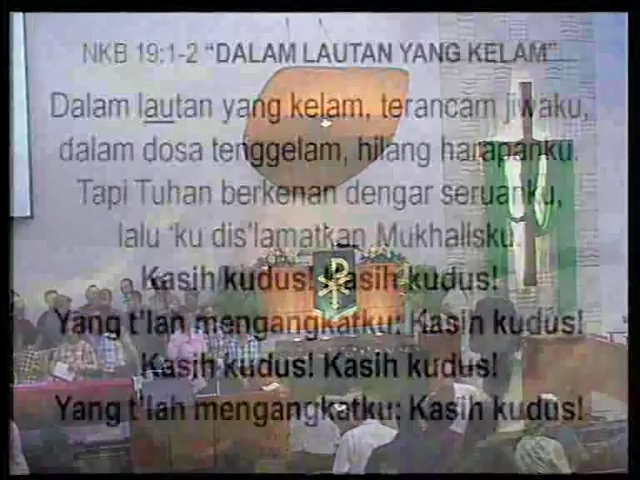 NKB 19:1-2 “DALAM LAUTAN YANG KELAM”
Dalam lautan yang kelam, terancam jiwaku,
dalam dosa tenggelam, hilang harapanku.
Tapi Tuhan berkenan dengar seruanku,
lalu ‘ku dis’lamatkan Mukhalisku.
Kasih kudus! Kasih kudus!
Yang t’lah mengangkatku: Kasih kudus!
Kasih kudus! Kasih kudus!
Yang t’lah mengangkatku: Kasih kudus!